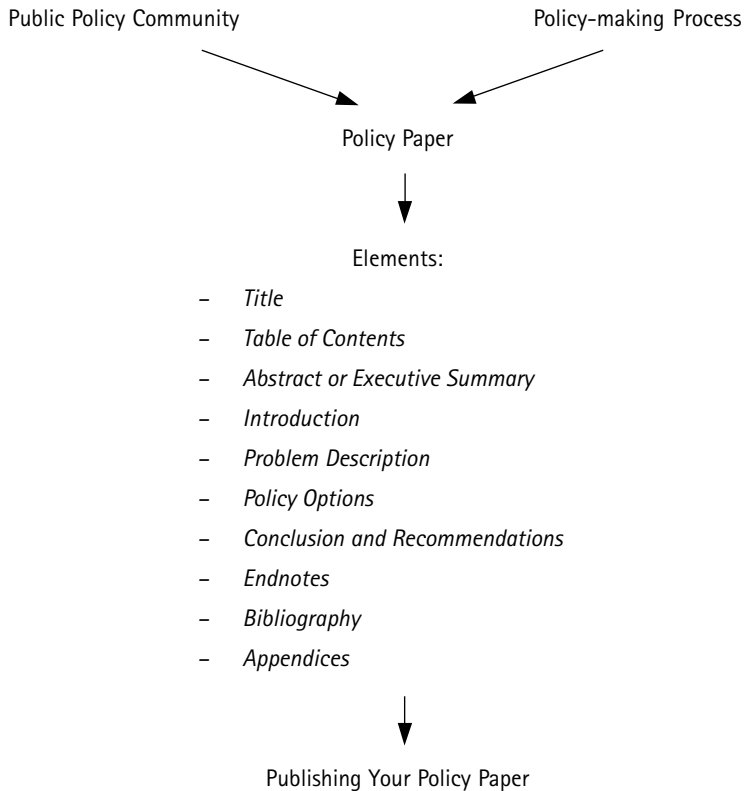 Public Policy Community
Policy-making Process
Policy Paper
Elements:
– Title
– Table of Contents
– Abstract or Executive Summary
– Introduction
– Problem Description
– Policy Options
– Conclusion and Recommendations
– Endnotes
– Bibliography
– Appendices
Publishing Your Policy Paper